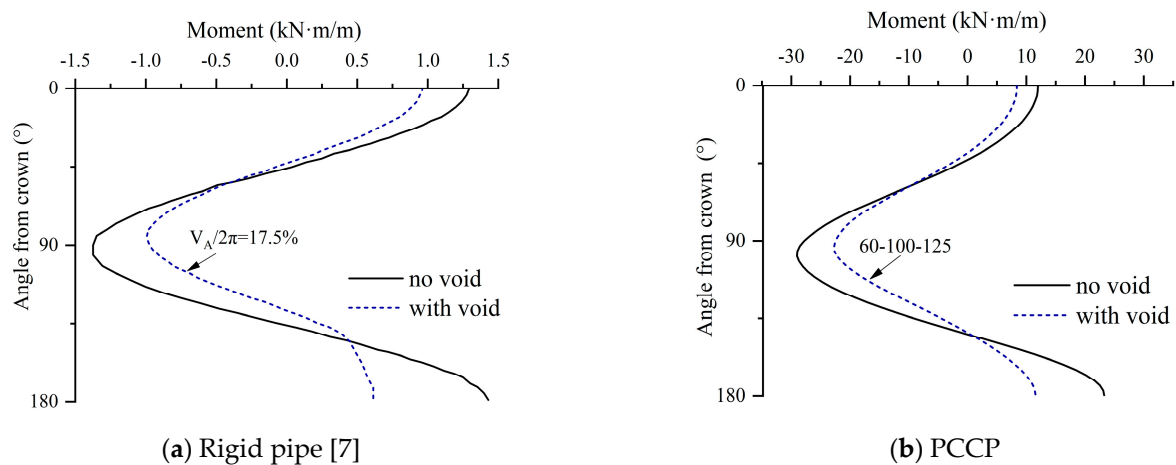 Moment (kN·m/m)
-1.5 -1.0 -0.5 0.0 0.5 1.0 1.5
0
90
180
Angle from crown (°)
V_A/2π=17.5%
no void
with void
(a) Rigid pipe [7]
Moment (kN·m/m)
-30 -20 -10 0 10 20 30
0
90
180
Angle from crown (°)
60-100-125
no void
with void
(b) PCCP